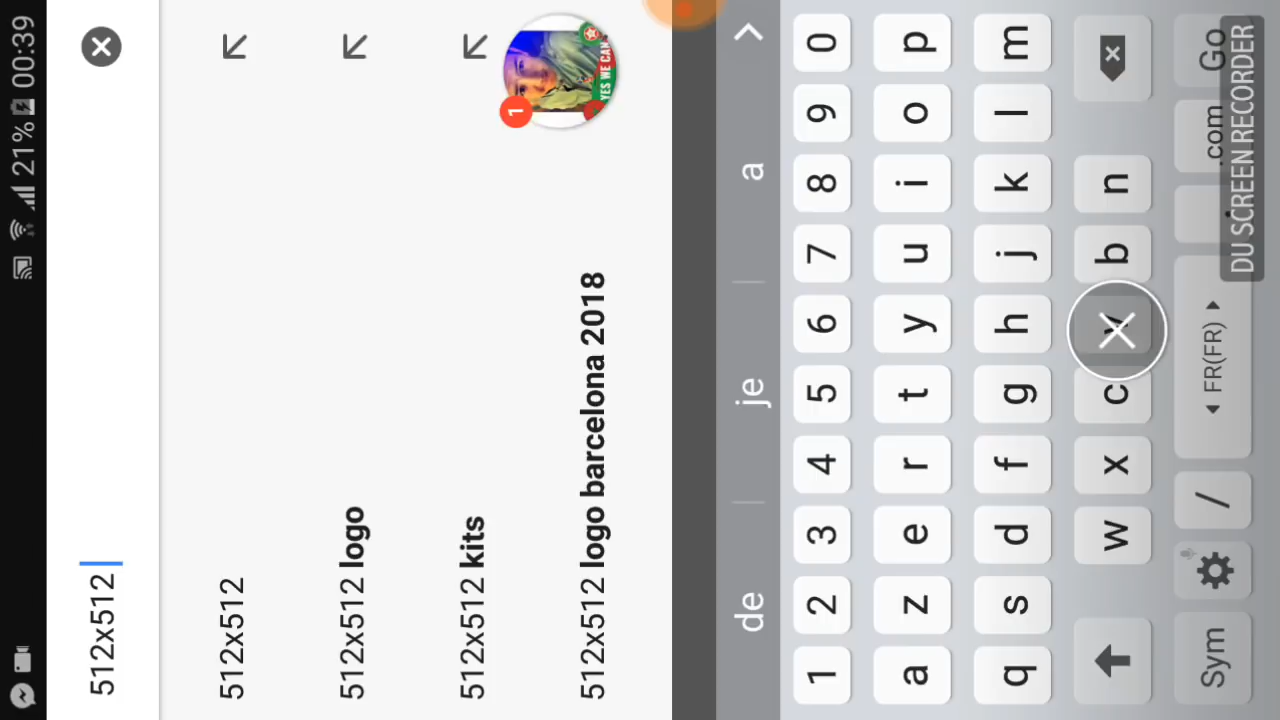 21% 00:39
512x512
512x512
512x512 logo
512x512 kits
512x512 logo barcelona 2018
YES WE CAN
1
de je a
1 2 3 4 5 6 7 8 9 0
a z e r t y u i o p
q s d f g h j k l m
w x c v b n
Sym / FR(FR) . .com Go
DU SCREEN RECORDER